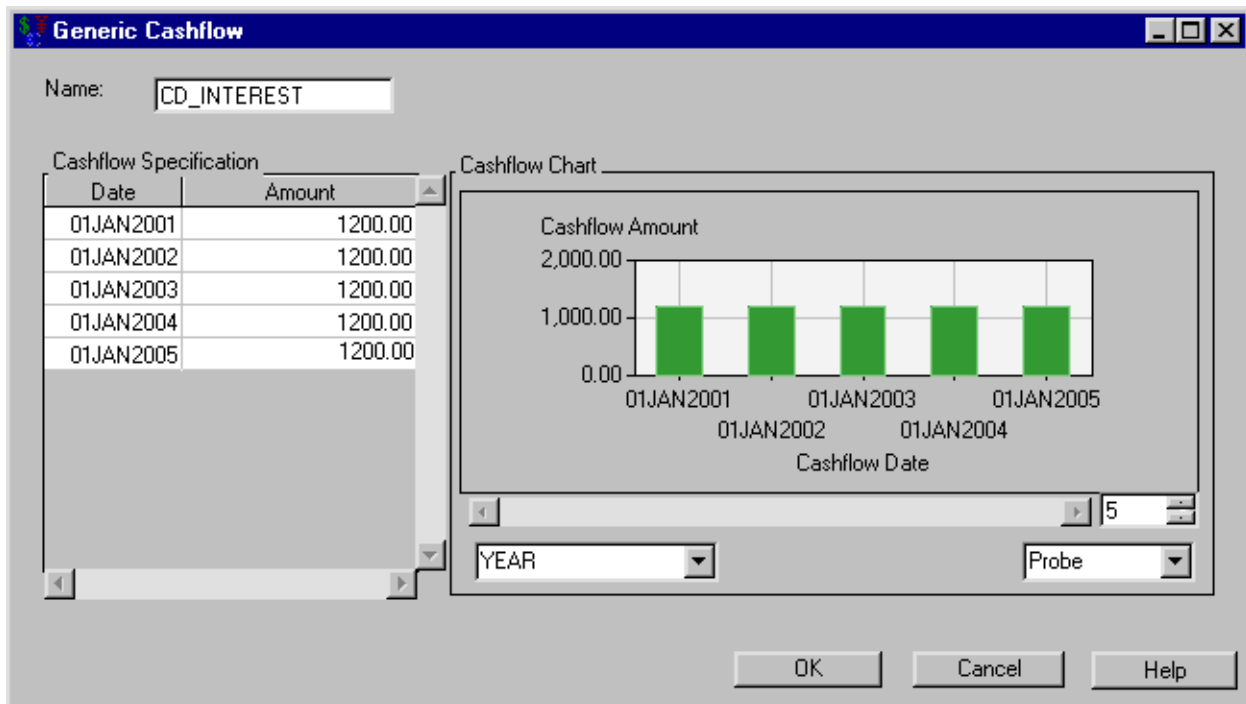 Generic Cashflow
Name: CD_INTEREST
Cashflow Specification
Date Amount
01JAN2001 1200.00
01JAN2002 1200.00
01JAN2003 1200.00
01JAN2004 1200.00
01JAN2005 1200.00
Cashflow Chart
Cashflow Amount
2,000.00
1,000.00
0.00
01JAN2001 01JAN2003 01JAN2005
01JAN2002 01JAN2004
Cashflow Date
5
YEAR Probe
OK Cancel Help